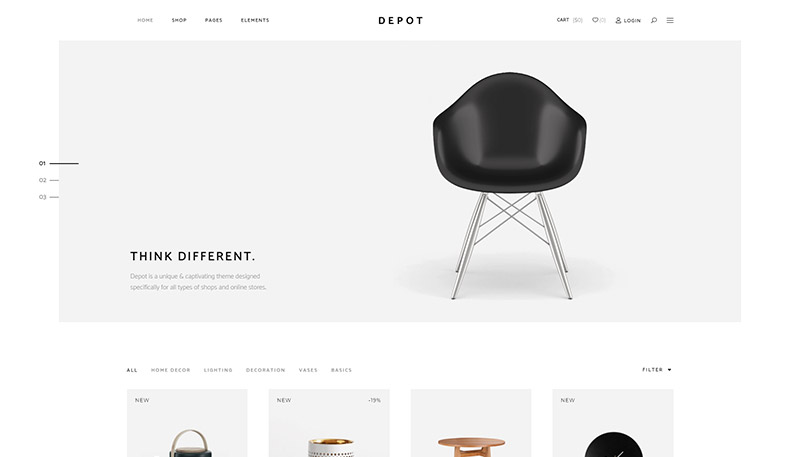 HOME SHOP PAGES ELEMENTS DEPOT CART ($0) (0) LOGIN
01
02
03
THINK DIFFERENT.
Depot is a unique & captivating theme designed
specifically for all types of shops and online stores.
ALL HOME DECOR LIGHTING DECORATION VASES BASICS FILTER
NEW NEW -19% NEW